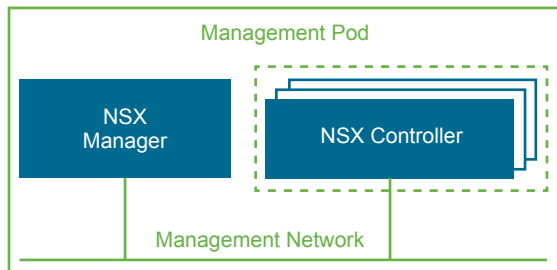 Management Pod
NSX
Manager
NSX Controller
Management Network